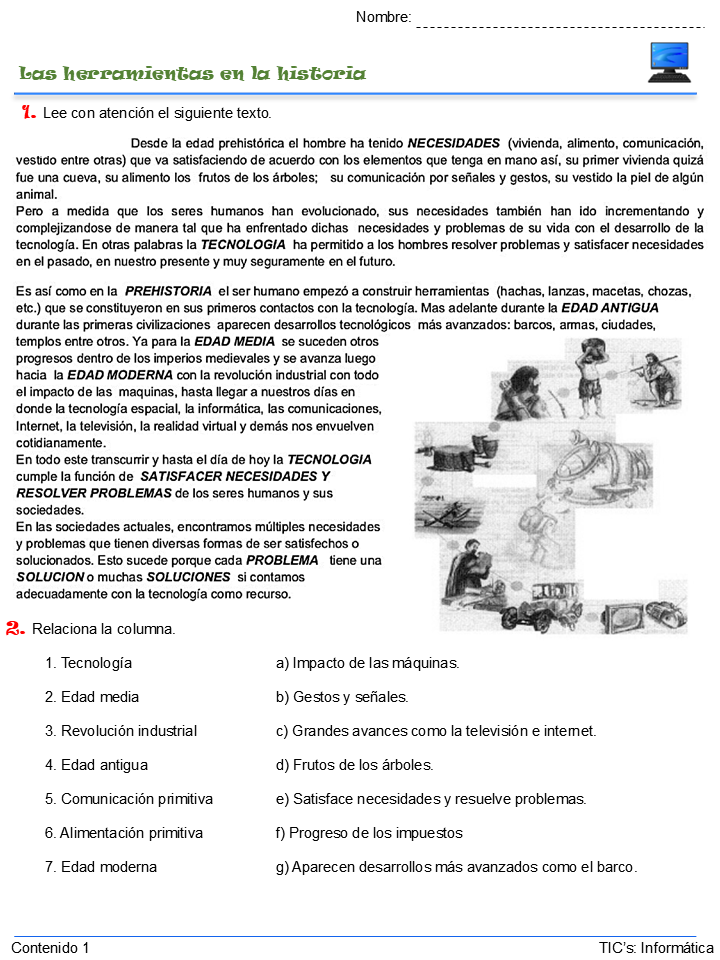 Nombre:
Las herramientas en la historia
1. Lee con atención el siguiente texto.
Desde la edad prehistórica el hombre ha tenido NECESIDADES (vivienda, alimento, comunicación,
vestido entre otras) que va satisfaciendo de acuerdo con los elementos que tenga en mano así, su primer vivienda quizá
fue una cueva, su alimento los frutos de los árboles; su comunicación por señales y gestos, su vestido la piel de algún
animal.
Pero a medida que los seres humanos han evolucionado, sus necesidades también han ido incrementando y
complejizandose de manera tal que ha enfrentado dichas necesidades y problemas de su vida con el desarrollo de la
tecnología. En otras palabras la TECNOLOGIA ha permitido a los hombres resolver problemas y satisfacer necesidades
en el pasado, en nuestro presente y muy seguramente en el futuro.
Es así como en la PREHISTORIA el ser humano empezó a construir herramientas (hachas, lanzas, macetas, chozas,
etc.) que se constituyeron en sus primeros contactos con la tecnología. Mas adelante durante la EDAD ANTIGUA
durante las primeras civilizaciones aparecen desarrollos tecnológicos más avanzados: barcos, armas, ciudades,
templos entre otros. Ya para la EDAD MEDIA se suceden otros
progresos dentro de los imperios medievales y se avanza luego
hacia la EDAD MODERNA con la revolución industrial con todo
el impacto de las maquinas, hasta llegar a nuestros días en
donde la tecnología espacial, la informática, las comunicaciones,
Internet, la televisión, la realidad virtual y demás nos envuelven
cotidianamente.
En todo este transcurrir y hasta el día de hoy la TECNOLOGIA
cumple la función de SATISFACER NECESIDADES Y
RESOLVER PROBLEMAS de los seres humanos y sus
sociedades.
En las sociedades actuales, encontramos múltiples necesidades
y problemas que tienen diversas formas de ser satisfechos o
solucionados. Esto sucede porque cada PROBLEMA tiene una
SOLUCION o muchas SOLUCIONES si contamos
adecuadamente con la tecnología como recurso.
2. Relaciona la columna.
1. Tecnología a) Impacto de las máquinas.
2. Edad media b) Gestos y señales.
3. Revolución industrial c) Grandes avances como la televisión e internet.
4. Edad antigua d) Frutos de los árboles.
5. Comunicación primitiva e) Satisface necesidades y resuelve problemas.
6. Alimentación primitiva f) Progreso de los impuestos
7. Edad moderna g) Aparecen desarrollos más avanzados como el barco.
Contenido 1 TIC's: Informática